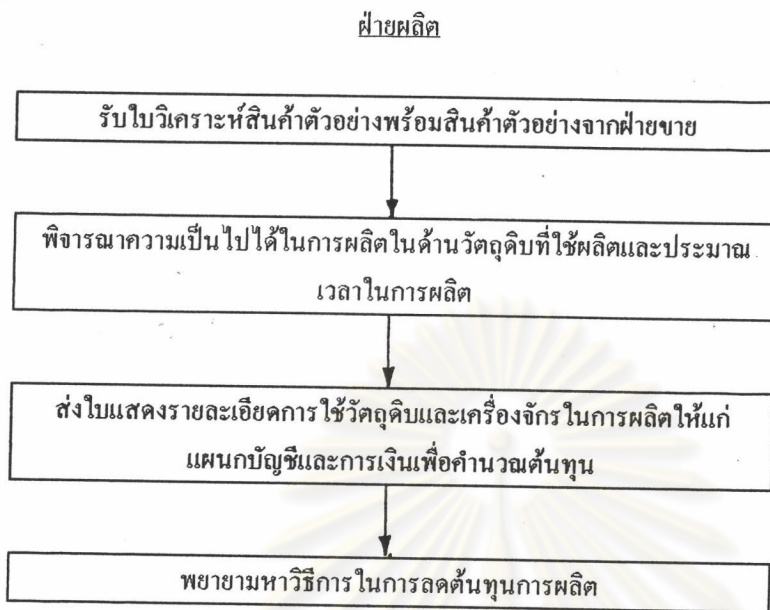 ฝ่ายผลิต
รับใบวิเคราะห์สินค้าตัวอย่างพร้อมสินค้าตัวอย่างจากฝ่ายขาย
พิจารณาความเป็นไปได้ในการผลิตในด้านวัตถุดิบที่ใช้ผลิตและประมาณ
เวลาในการผลิต
ส่งใบแสดงรายละเอียดการใช้วัตถุดิบและเครื่องจักรในการผลิตให้แก่
แผนกบัญชีและการเงินเพื่อคำนวณต้นทุน
พยายามหาวิธีการในการลดต้นทุนการผลิต